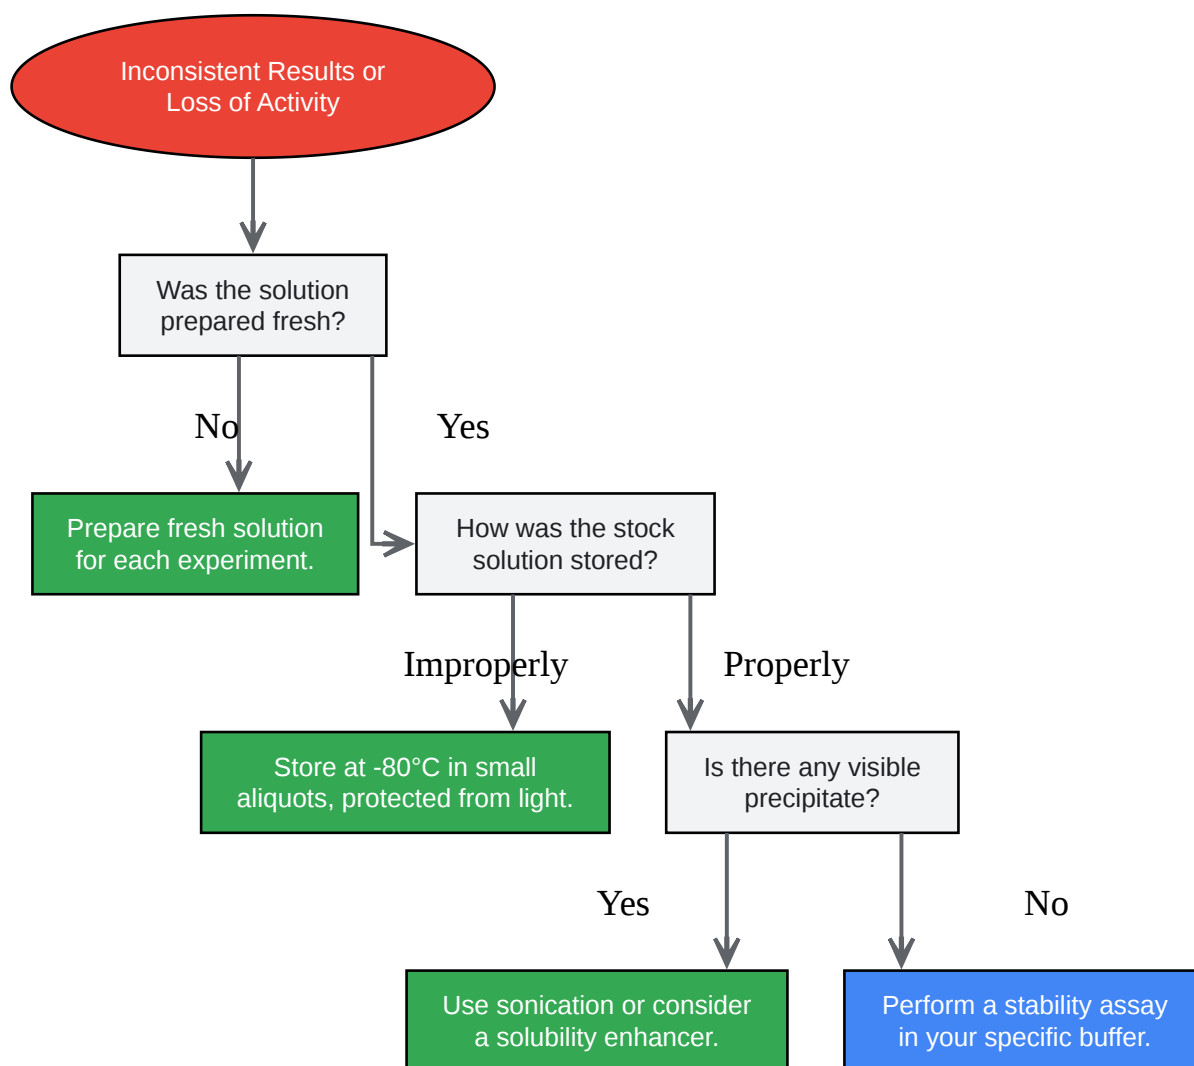 Inconsistent Results or
Loss of Activity
Was the solution
prepared fresh?
No
Yes
Prepare fresh solution
for each experiment.
How was the stock
solution stored?
Improperly
Properly
Store at -80°C in small
aliquots, protected from light.
Is there any visible
precipitate?
Yes
No
Use sonication or consider
a solubility enhancer.
Perform a stability assay
in your specific buffer.